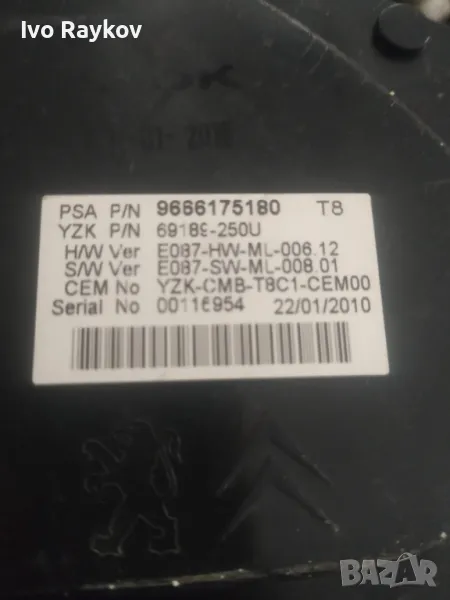 Ivo Raykov
PSA P/N 9666175180 T8
YZK P/N 69189-250U
H/W Ver E087-HW-ML-006.12
S/W Ver E087-SW-ML-008.01
CEM No YZK-CMB-T8C1-CEM00
Serial No 00116954 22/01/2010
BAZAR